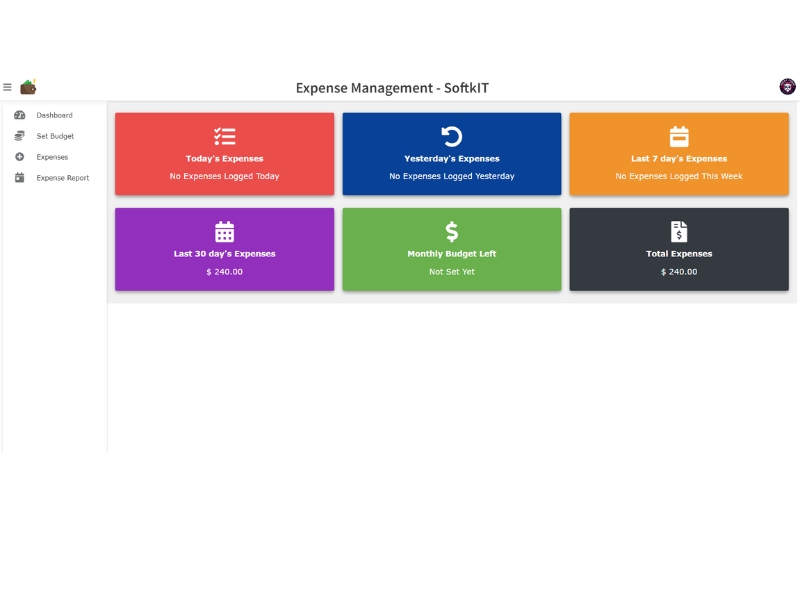 Expense Management - SoftkIT
Dashboard
Set Budget
Expenses
Expense Report
Today's Expenses
No Expenses Logged Today
Yesterday's Expenses
No Expenses Logged Yesterday
Last 7 day's Expenses
No Expenses Logged This Week
Last 30 day's Expenses
$ 240.00
Monthly Budget Left
Not Set Yet
Total Expenses
$ 240.00